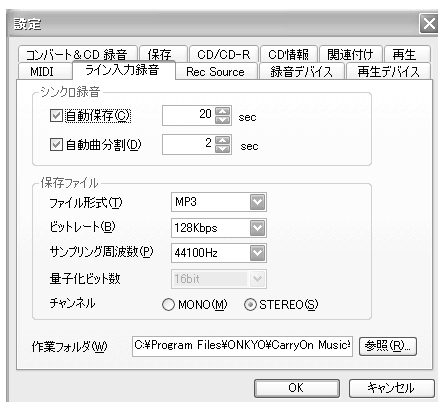 設定
コンバート＆CD 録音 保存 CD/CD-R CD情報 関連付け 再生
MIDI ライン入力録音 Rec Source 録音デバイス 再生デバイス
シンクロ録音
自動保存(C) 20 sec
自動曲分割(D) 2 sec
保存ファイル
ファイル形式(T) MP3
ビットレート(B) 128Kbps
サンプリング周波数(P) 44100Hz
量子化ビット数 16bit
チャンネル MONO(M) STEREO(S)
作業フォルダ(W) C:¥Program Files¥ONKYO¥CarryOn Music¥ 参照(R)...
OK キャンセル